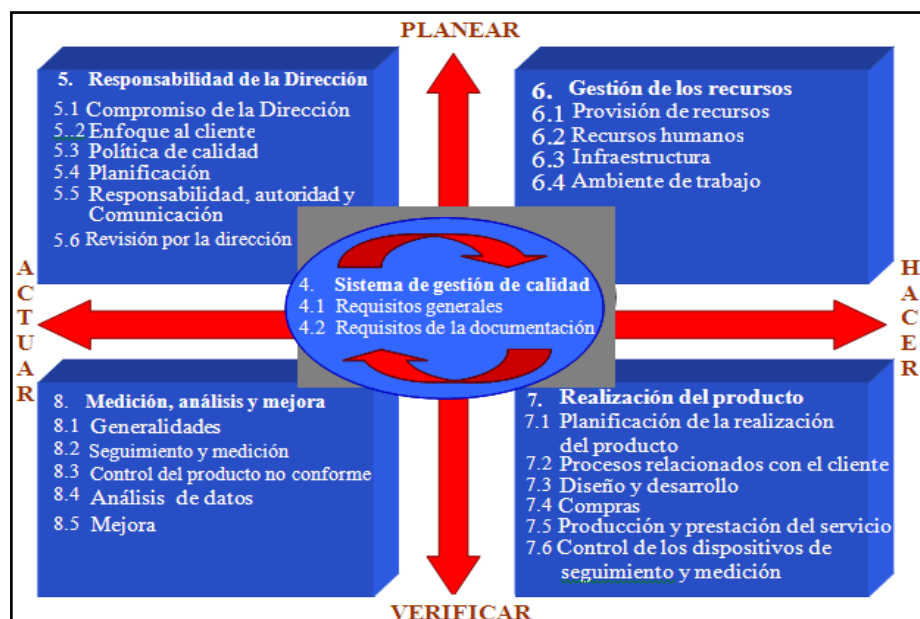 PLANEAR
5. Responsabilidad de la Dirección
5.1 Compromiso de la Dirección
5..2 Enfoque al cliente
5.3 Política de calidad
5.4 Planificación
5.5 Responsabilidad, autoridad y
Comunicación
5.6 Revisión por la dirección
6. Gestión de los recursos
6.1 Provisión de recursos
6.2 Recursos humanos
6.3 Infraestructura
6.4 Ambiente de trabajo
ACTUAR
4. Sistema de gestión de calidad
4.1 Requisitos generales
4.2 Requisitos de la documentación
HACER
8. Medición, análisis y mejora
8.1 Generalidades
8.2 Seguimiento y medición
8.3 Control del producto no conforme
8.4 Análisis de datos
8.5 Mejora
7. Realización del producto
7.1 Planificación de la realización
del producto
7.2 Procesos relacionados con el cliente
7.3 Diseño y desarrollo
7.4 Compras
7.5 Producción y prestación del servicio
7.6 Control de los dispositivos de
seguimiento y medición
VERIFICAR